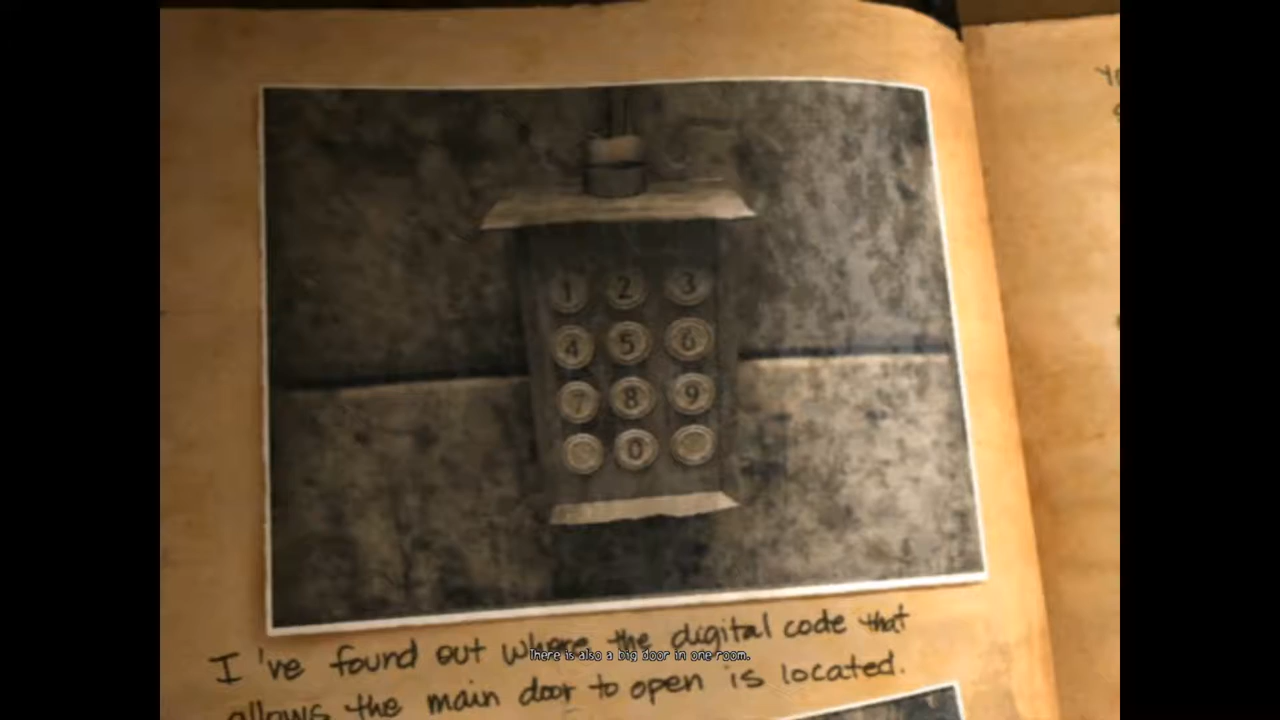 1 2 3
4 5 6
7 8 9
0
I've found out where the digital code that
There is also a big door in one room.
allows the main door to open is located.